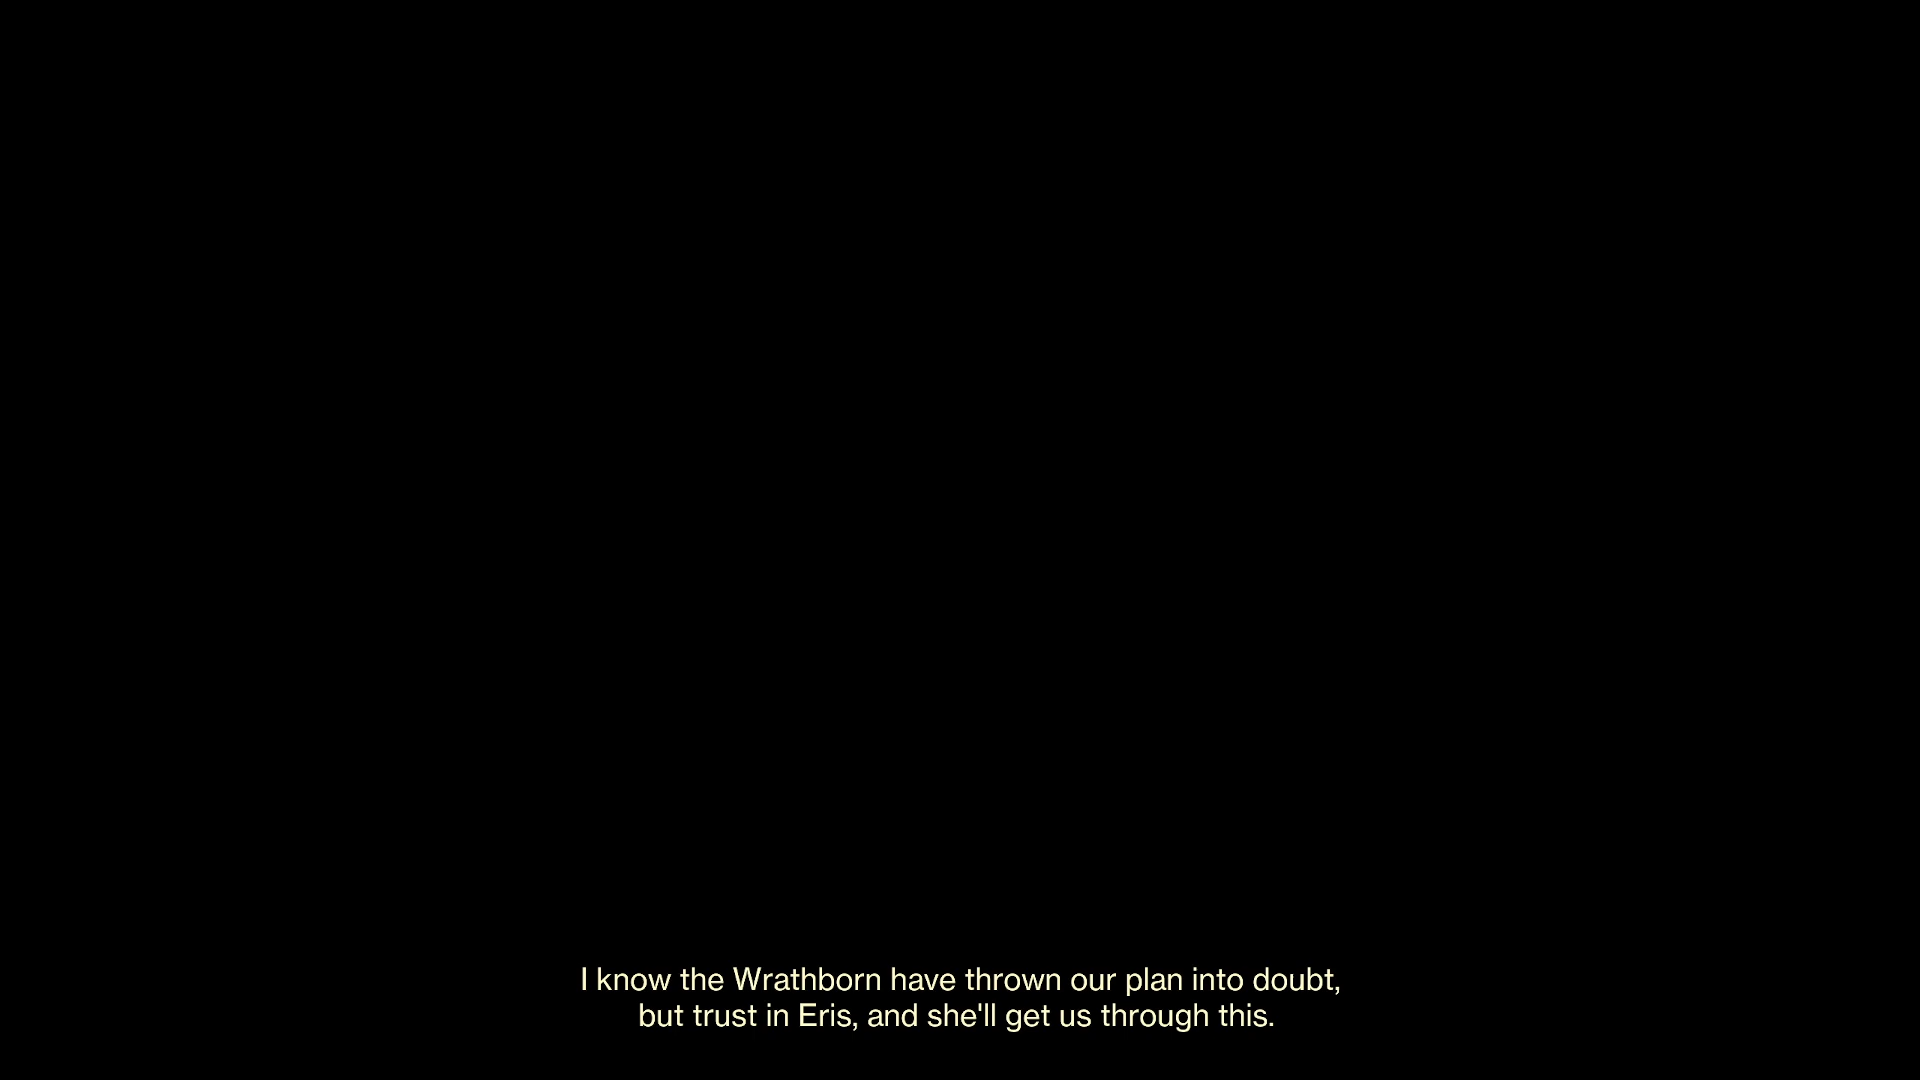 I know the Wrathborn have thrown our plan into doubt,
but trust in Eris, and she'll get us through this.